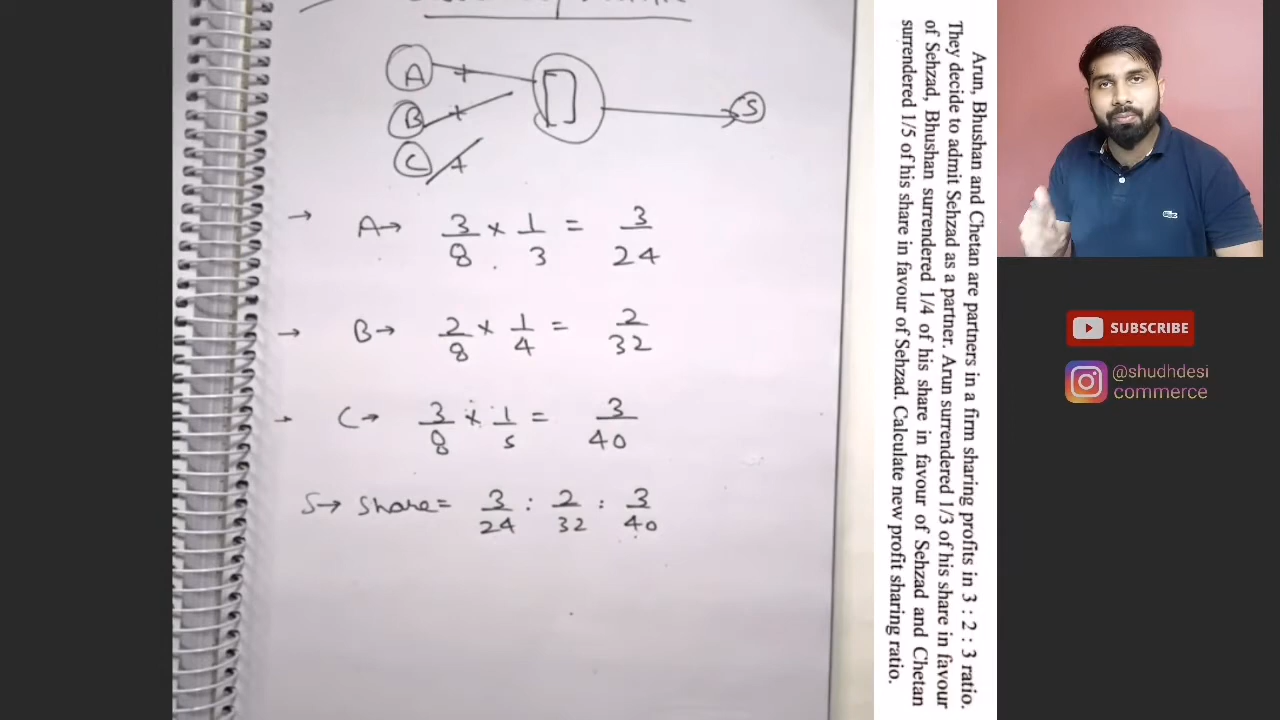 A +
B +
C +
S
→ A→ 3/8 × 1/3 = 3/24
→ B→ 2/8 × 1/4 = 2/32
→ C→ 3/8 × 1/5 = 3/40
S→ Share= 3/24 : 2/32 : 3/40
Arun, Bhushan and Chetan are partners in a firm sharing profits in 3 : 2 : 3 ratio.
They decide to admit Sehzad as a partner. Arun surrendered 1/3 of his share in favour
of Sehzad, Bhushan surrendered 1/4 of his share in favour of Sehzad and Chetan
surrendered 1/5 of his share in favour of Sehzad. Calculate new profit sharing ratio.
SUBSCRIBE
@shudhdesi
commerce